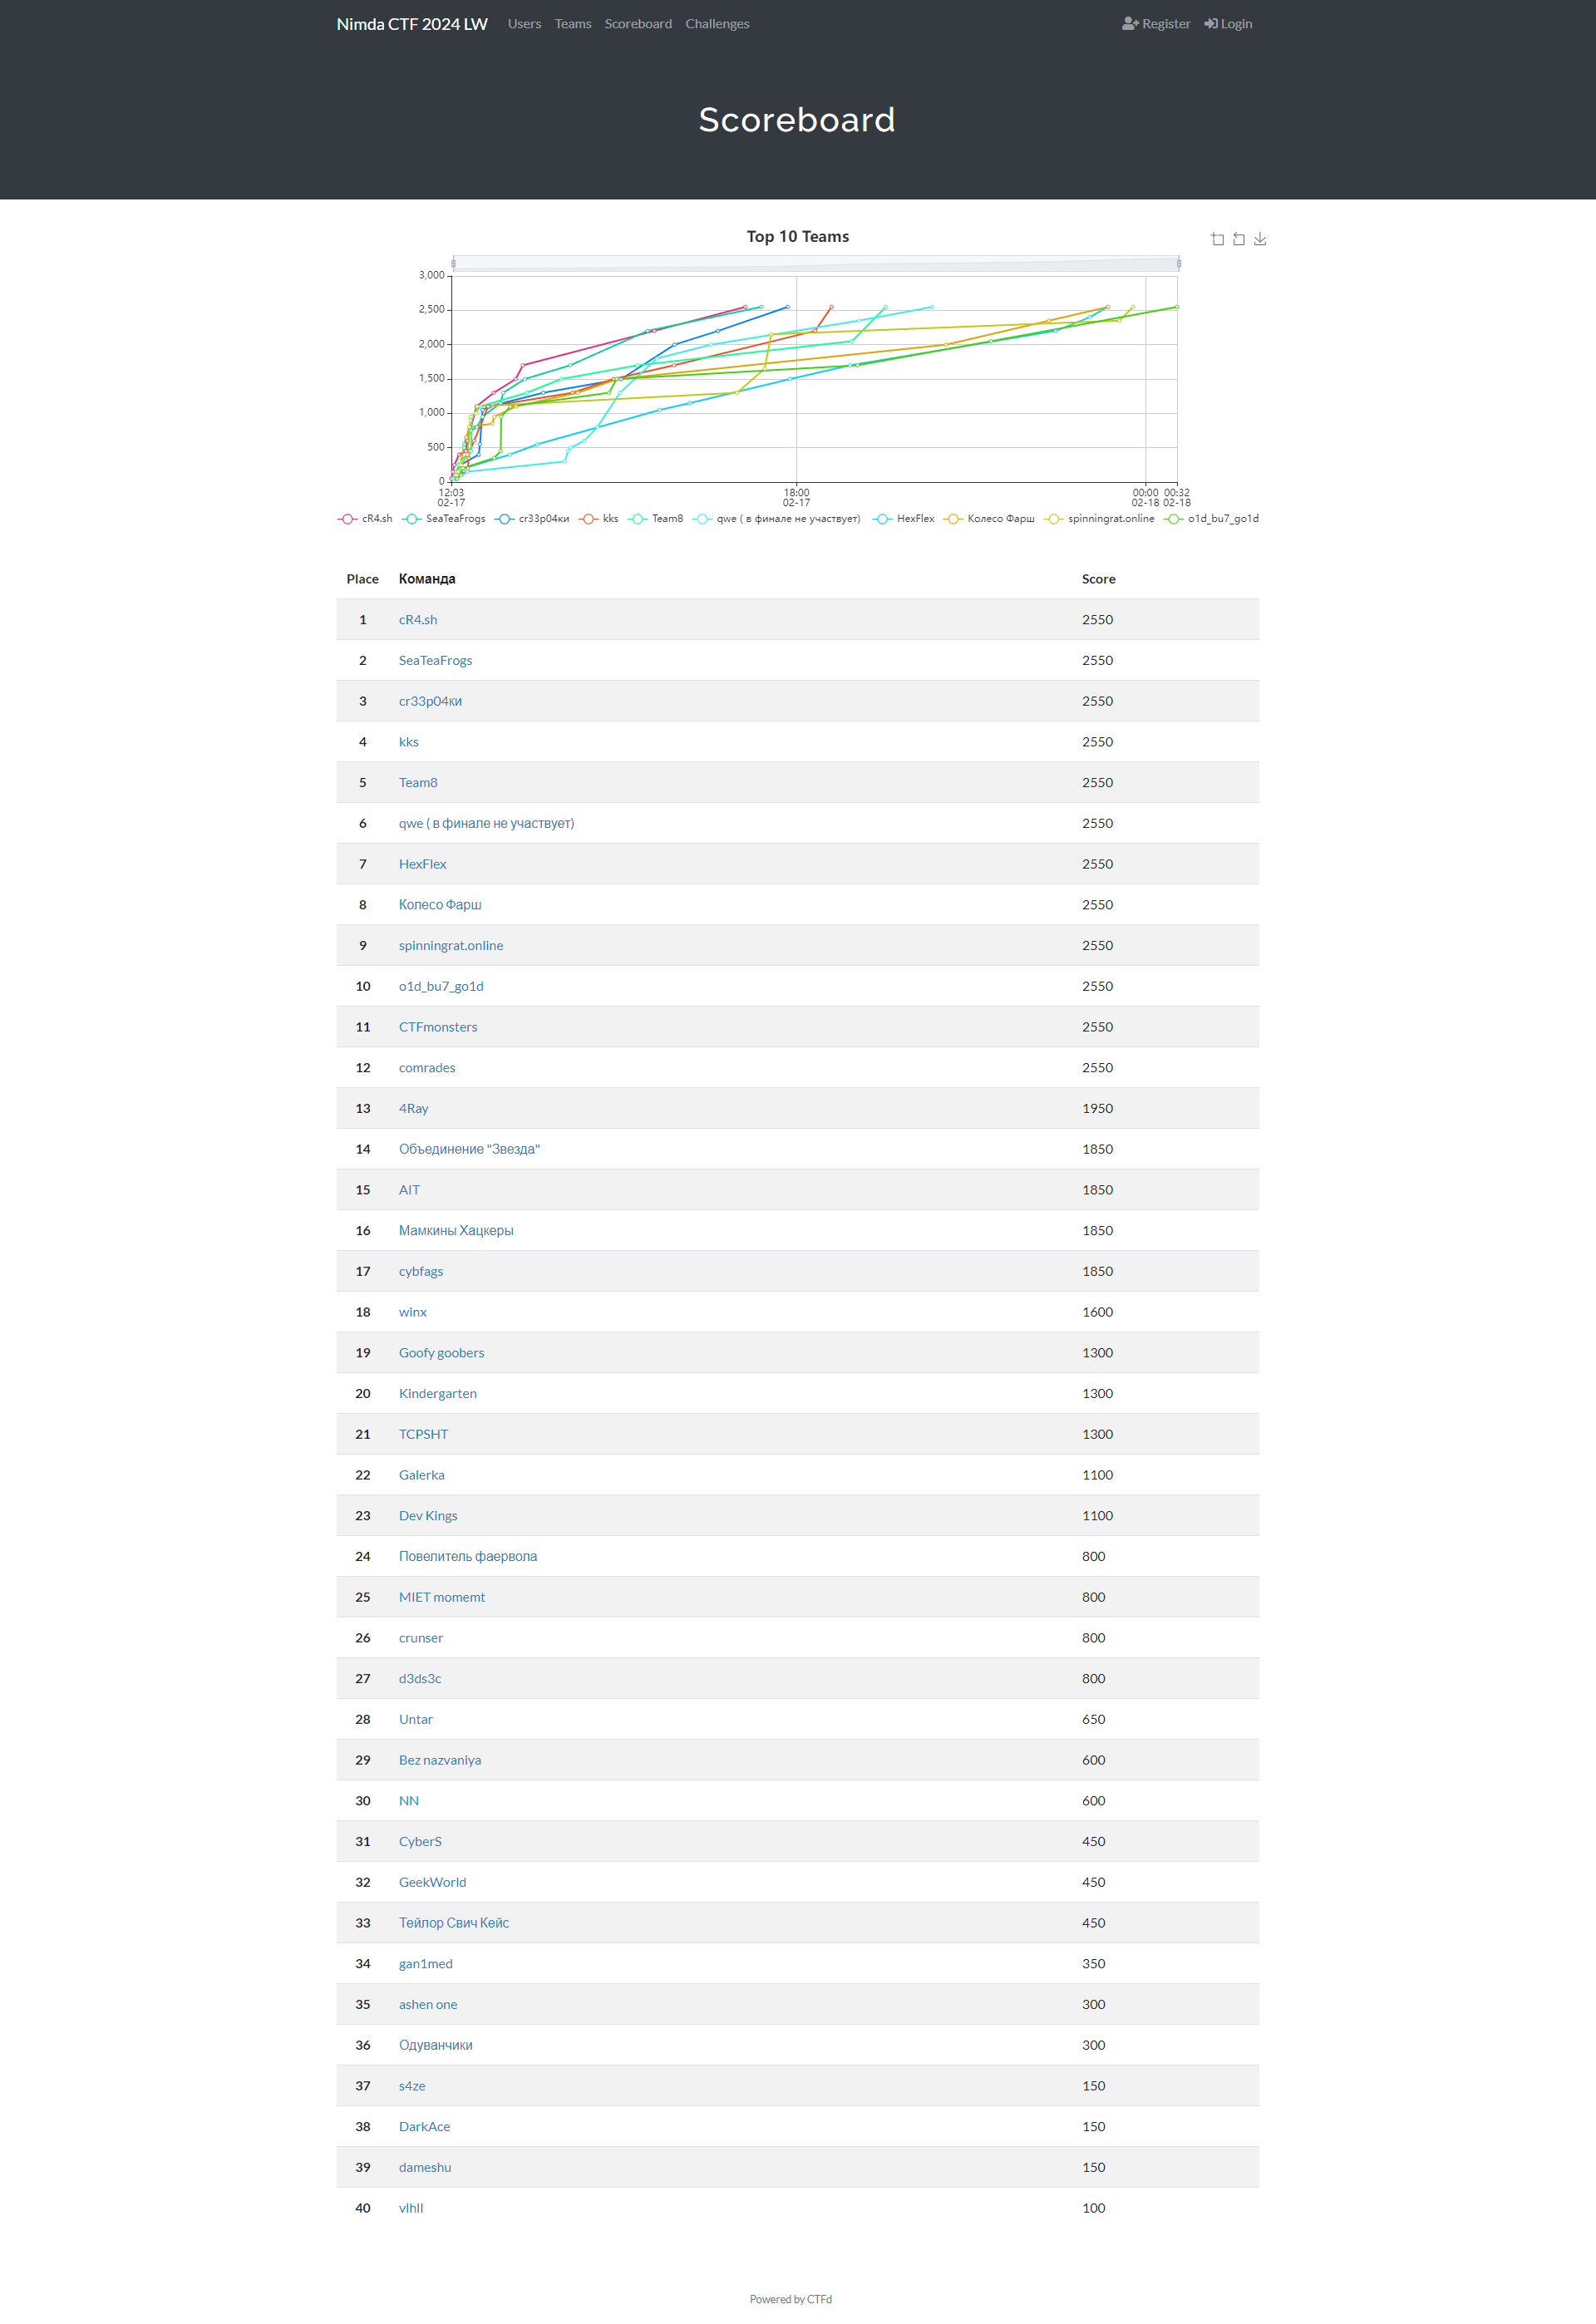 Nimda CTF 2024 LW Users Teams Scoreboard Challenges Register Login
Scoreboard
Top 10 Teams
3,000
2,500
2,000
1,500
1,000
500
0
12:03 18:00 00:00 00:32
02-17 02-17 02-18 02-18
cR4.sh SeaTeaFrogs cr33p04ки kks Team8 qwe ( в финале не участвует) HexFlex Колесо Фарш spinningrat.online o1d_bu7_go1d
Place Команда Score
1 cR4.sh 2550
2 SeaTeaFrogs 2550
3 cr33p04ки 2550
4 kks 2550
5 Team8 2550
6 qwe ( в финале не участвует) 2550
7 HexFlex 2550
8 Колесо Фарш 2550
9 spinningrat.online 2550
10 o1d_bu7_go1d 2550
11 CTFmonsters 2550
12 comrades 2550
13 4Ray 1950
14 Объединение "Звезда" 1850
15 AIT 1850
16 Мамкины Хацкеры 1850
17 cybfags 1850
18 winx 1600
19 Goofy goobers 1300
20 Kindergarten 1300
21 TCPSHT 1300
22 Galerka 1100
23 Dev Kings 1100
24 Повелитель фаервола 800
25 MIET momemt 800
26 crunser 800
27 d3ds3c 800
28 Untar 650
29 Bez nazvaniya 600
30 NN 600
31 CyberS 450
32 GeekWorld 450
33 Тейлор Свич Кейс 450
34 gan1med 350
35 ashen one 300
36 Одуванчики 300
37 s4ze 150
38 DarkAce 150
39 dameshu 150
40 vlhll 100
Powered by CTFd